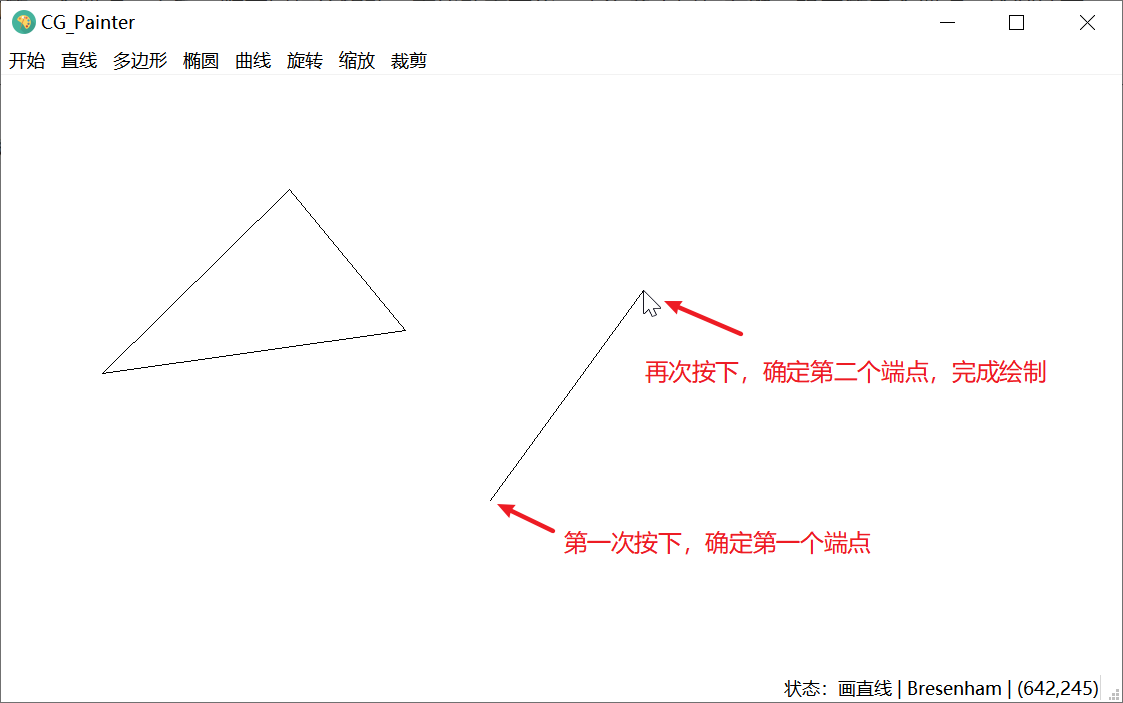 CG_Painter
开始 直线 多边形 椭圆 曲线 旋转 缩放 裁剪
再次按下，确定第二个端点，完成绘制
第一次按下，确定第一个端点
状态：画直线 | Bresenham | (642,245)